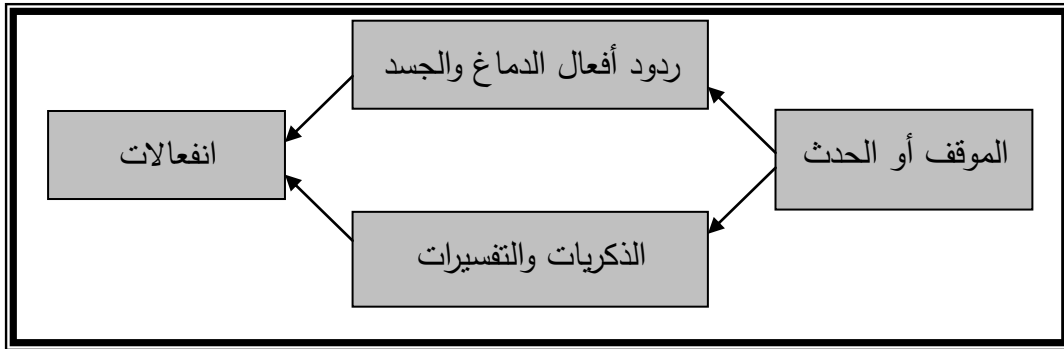 ردود أفعال الدماغ والجسد
الموقف أو الحدث
انفعالات
الذكريات والتفسيرات